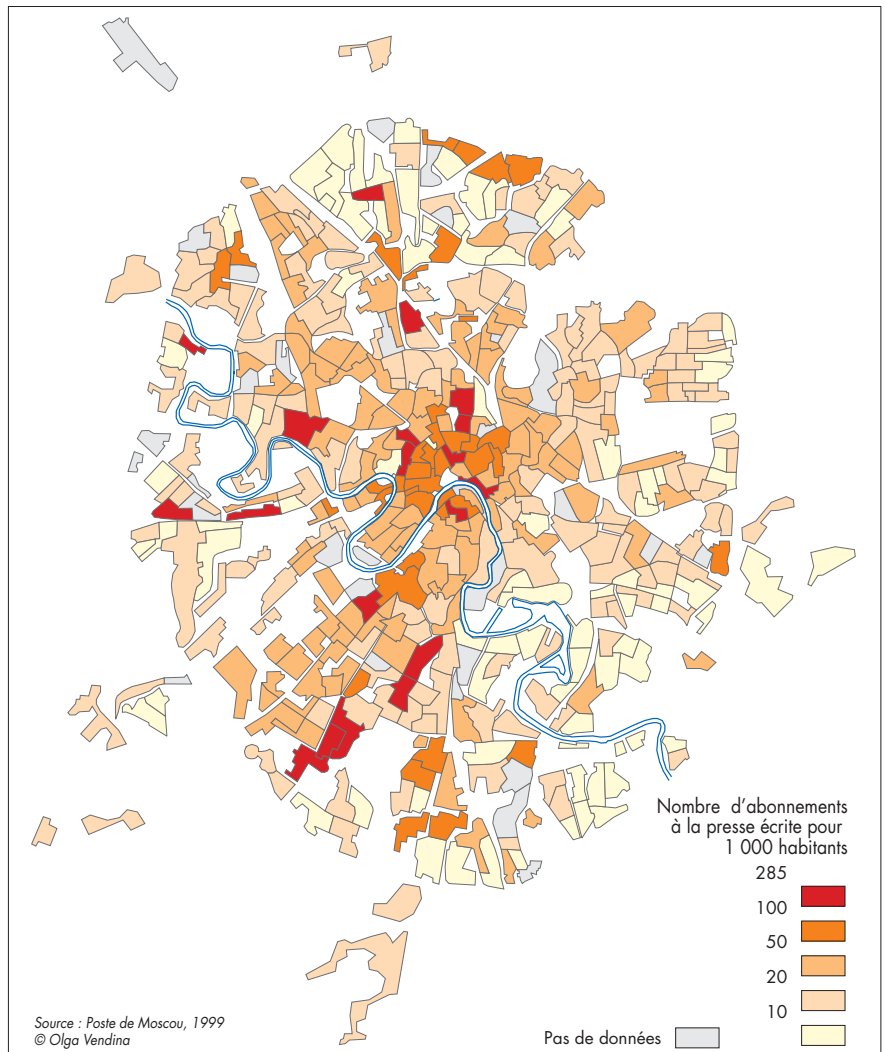 Nombre d'abonnements
à la presse écrite pour
1 000 habitants
285
100
50
20
10
Pas de données
Source : Poste de Moscou, 1999
© Olga Vendina